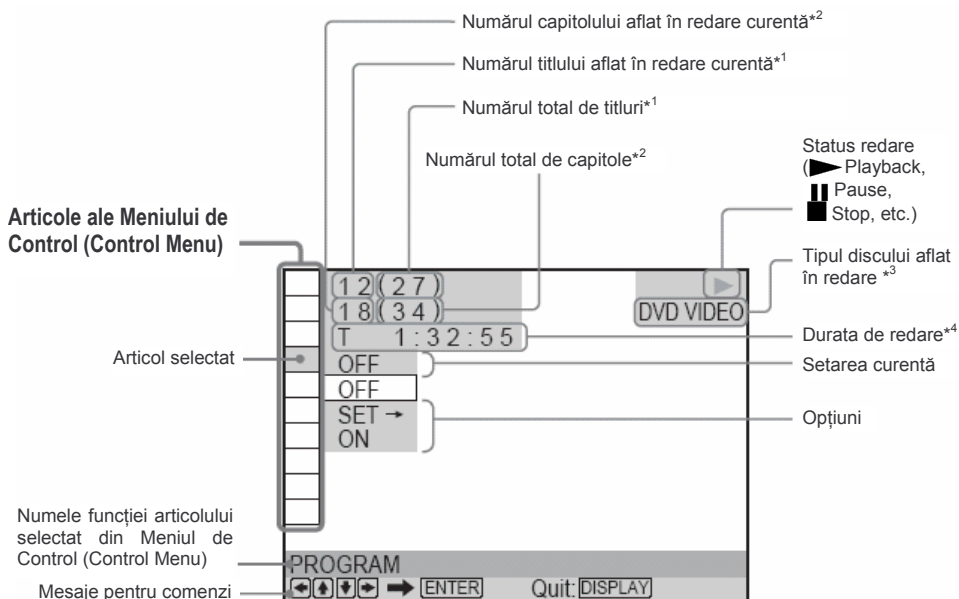 Numărul capitolului aflat în redare curentă*2
Numărul titlului aflat în redare curentă*1
Numărul total de titluri*1
Numărul total de capitole*2
Status redare
(▶ Playback,
Pause,
Stop, etc.)
Articole ale Meniului de
Control (Control Menu)
Tipul discului aflat
în redare *3
12(27)
18(34)
DVD VIDEO
T 1:32:55
Durata de redare*4
Articol selectat
OFF
Setarea curentă
OFF
SET →
Opțiuni
ON
Numele funcției articolului
selectat din Meniul de
Control (Control Menu)
PROGRAM
Mesaje pentru comenzi
←↑↓→ ➡ ENTER Quit: DISPLAY